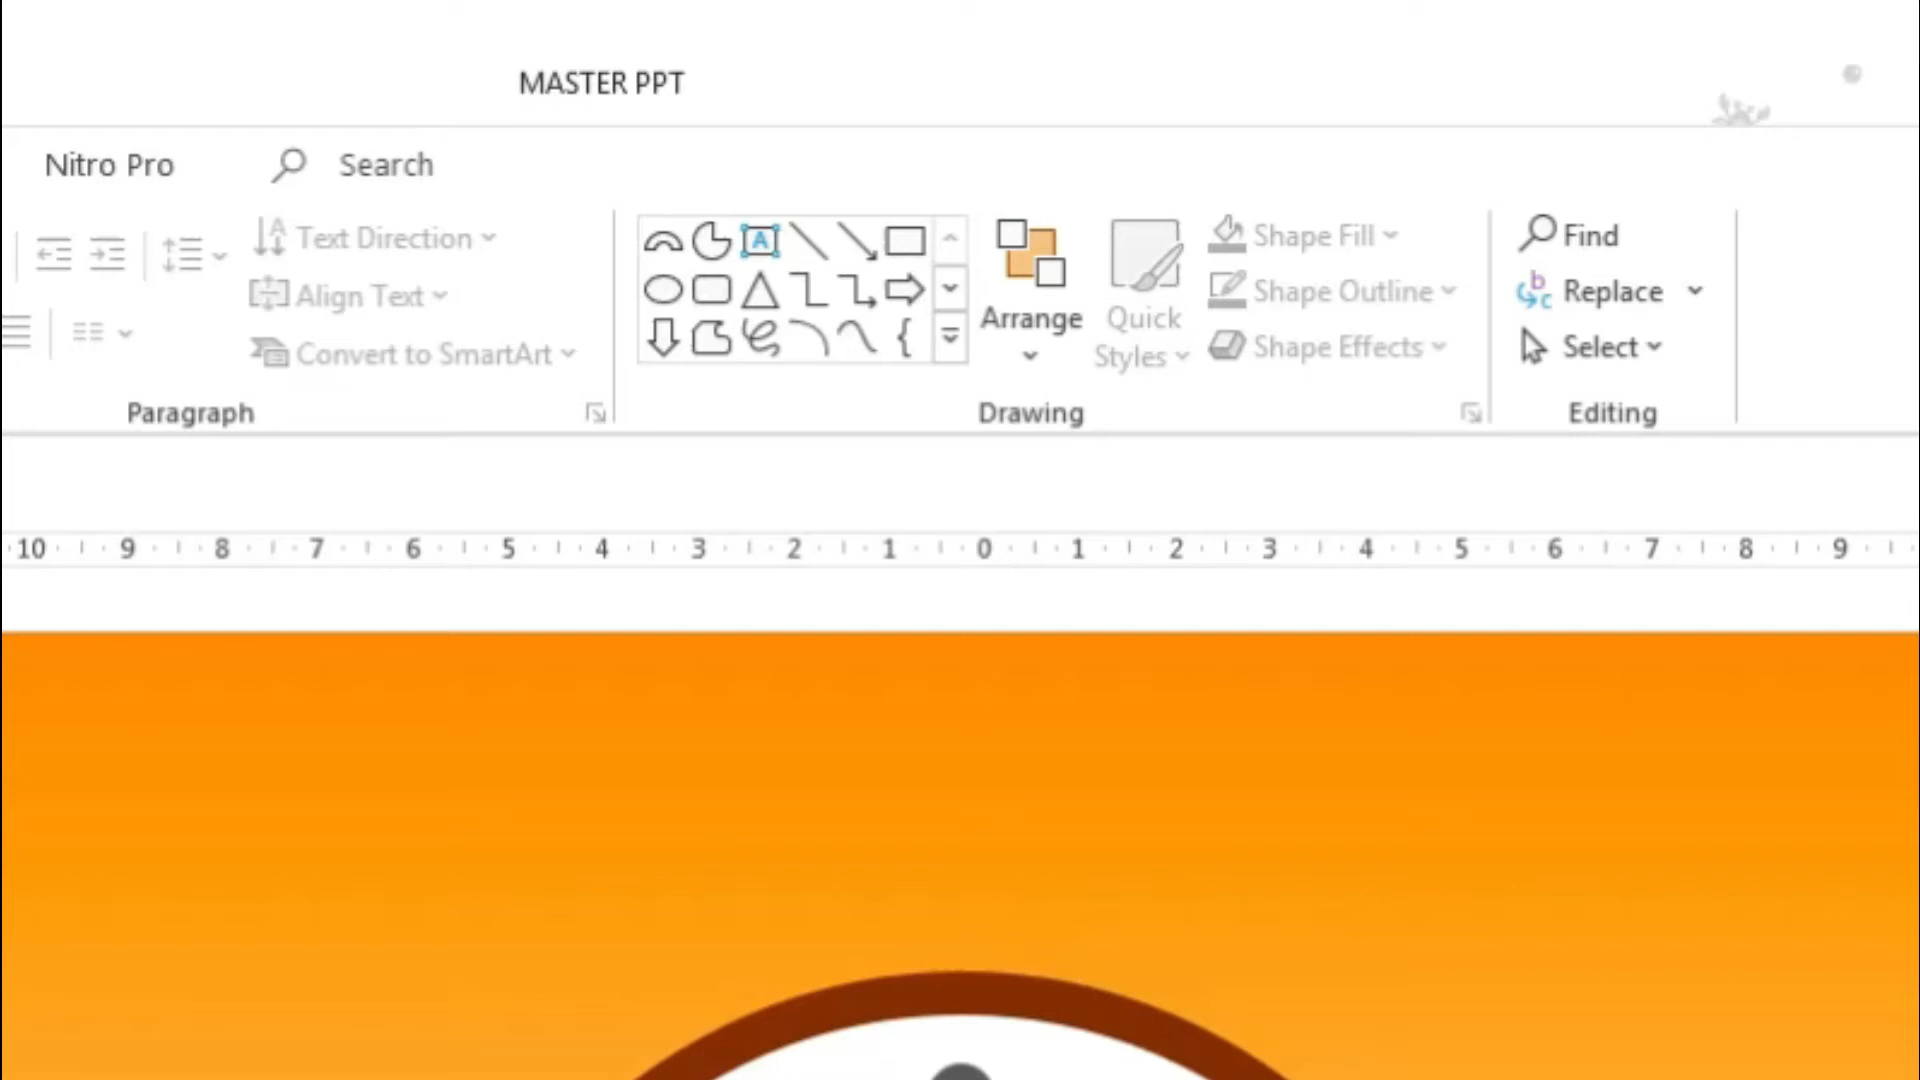 MASTER PPT
Nitro Pro Search
Text Direction
Align Text
Convert to SmartArt
Paragraph
A
Arrange
Quick Styles
Shape Fill
Shape Outline
Shape Effects
Drawing
Find
Replace
Select
Editing
10 9 8 7 6 5 4 3 2 1 0 1 2 3 4 5 6 7 8 9